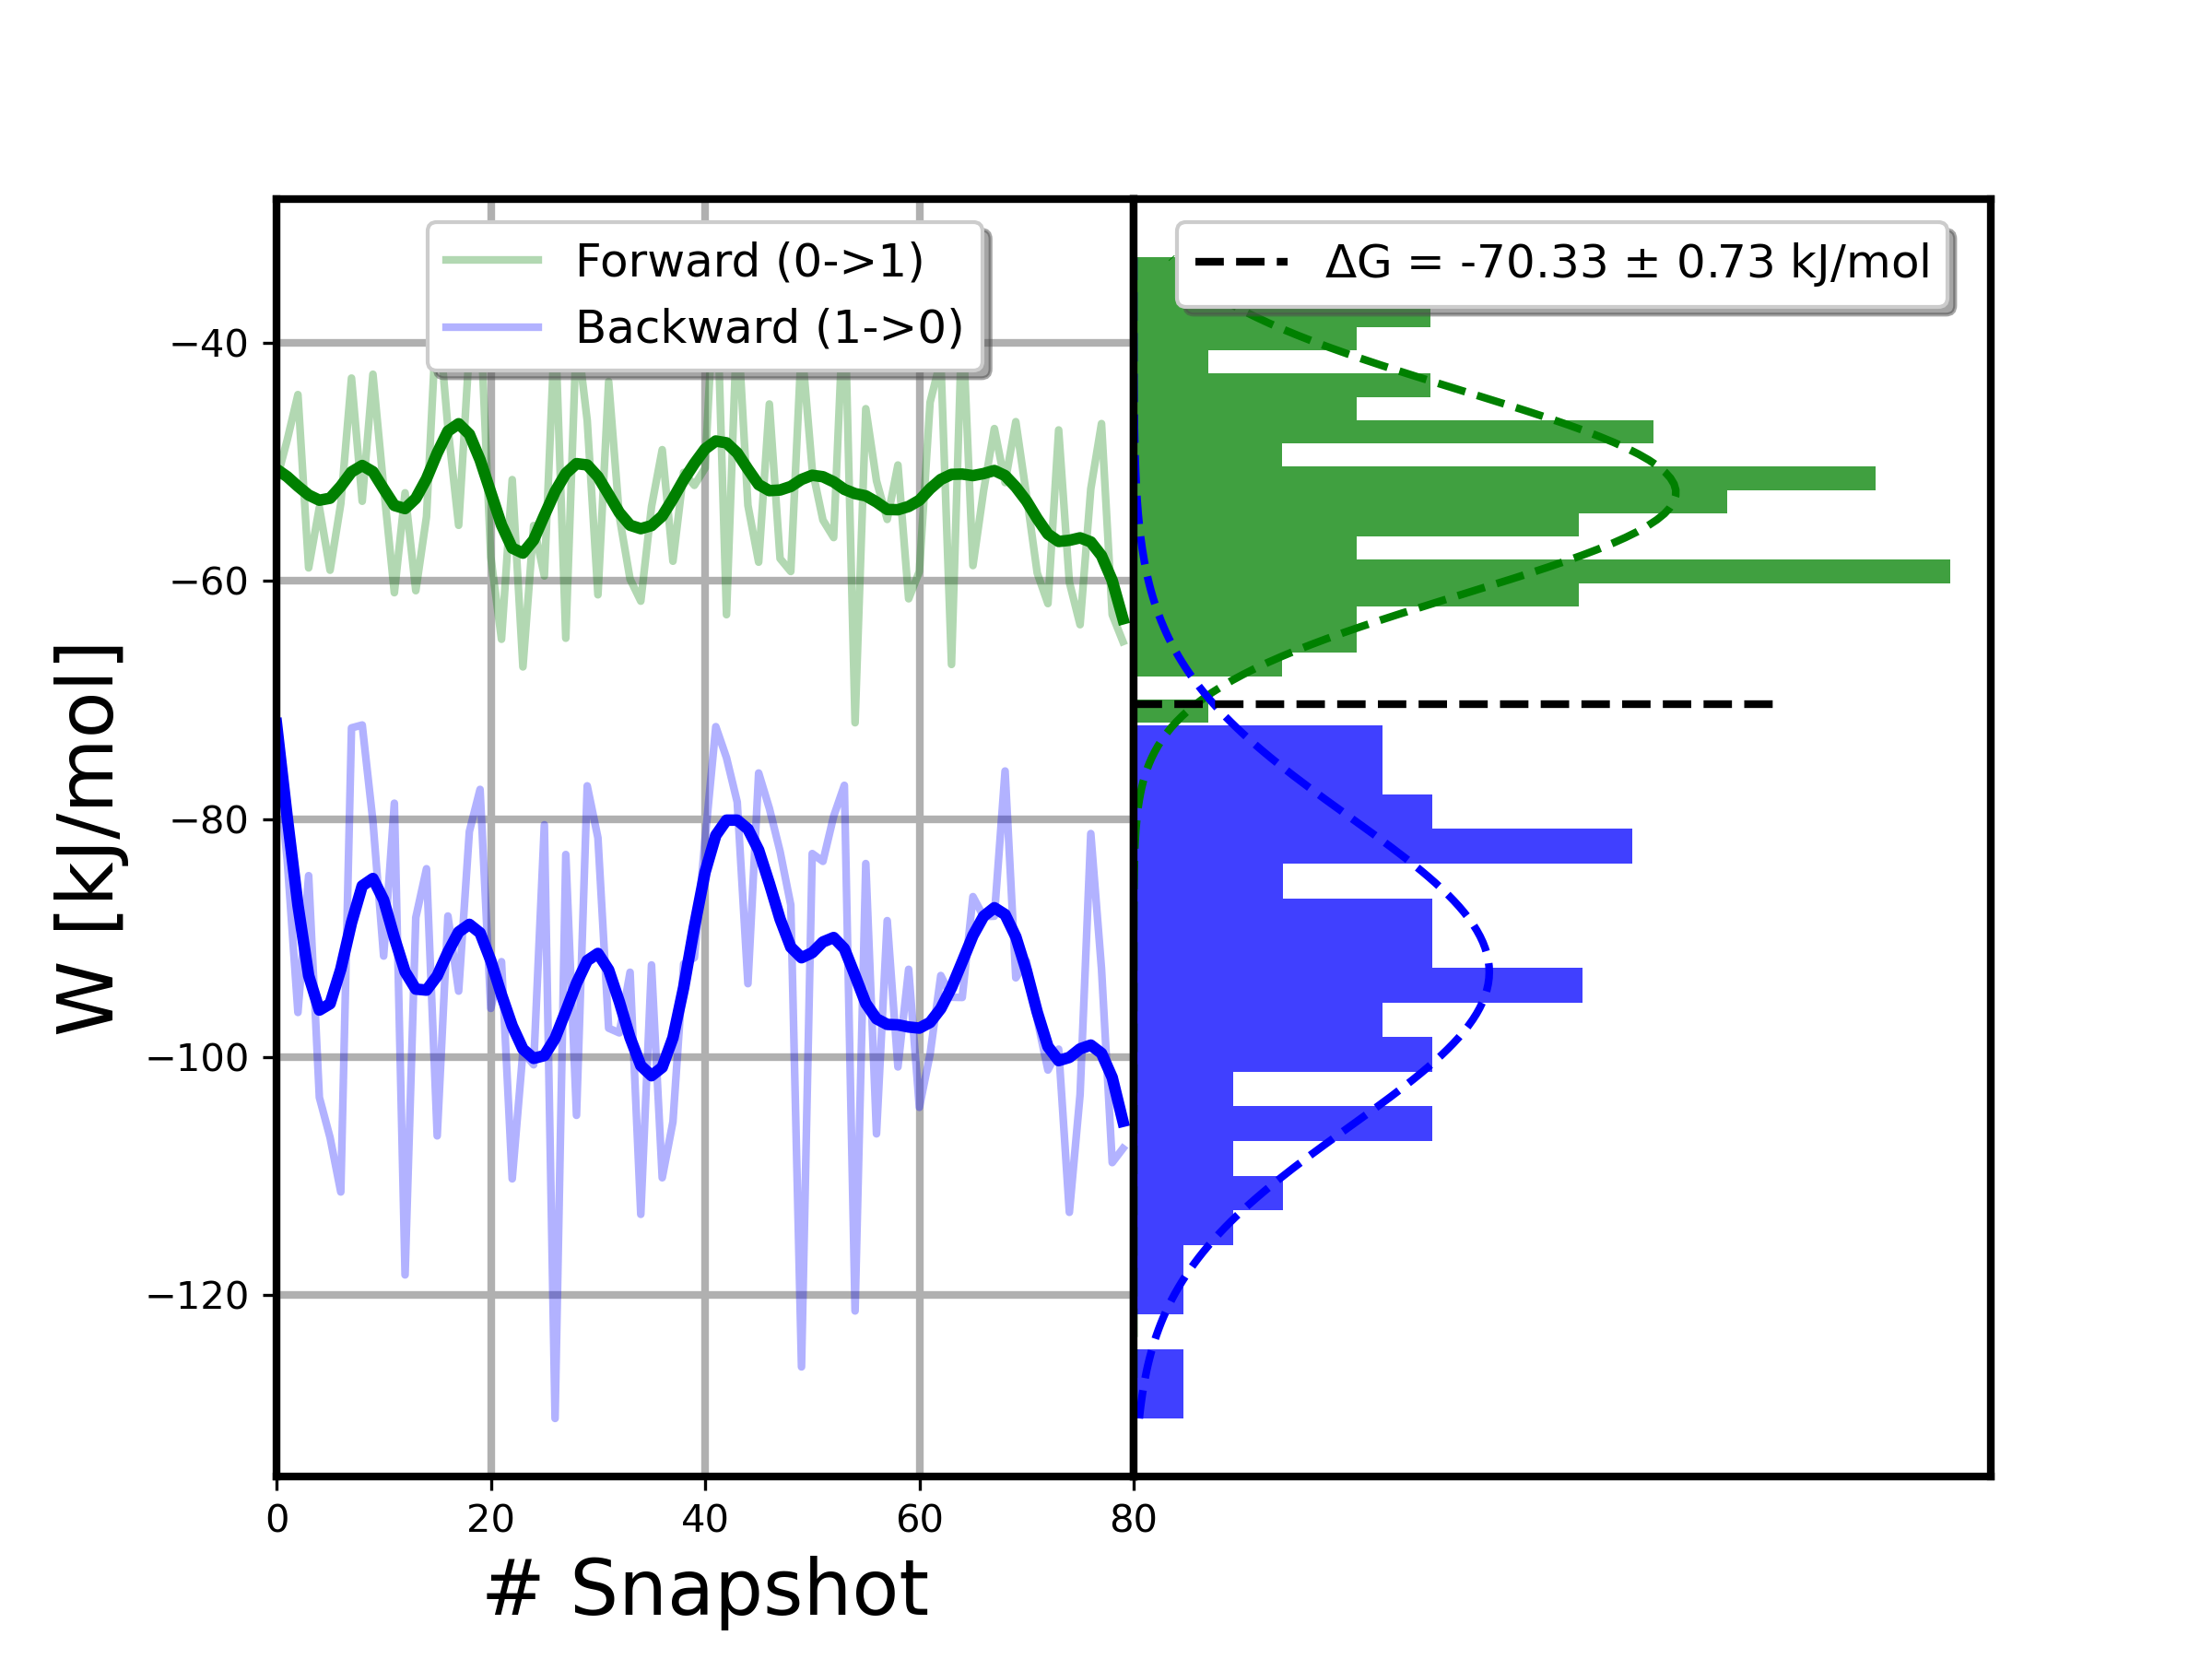 Forward (0->1)
Backward (1->0)
ΔG = -70.33 ± 0.73 kJ/mol
W [kJ/mol]
−40
−60
−80
−100
−120
0 20 40 60 80
# Snapshot